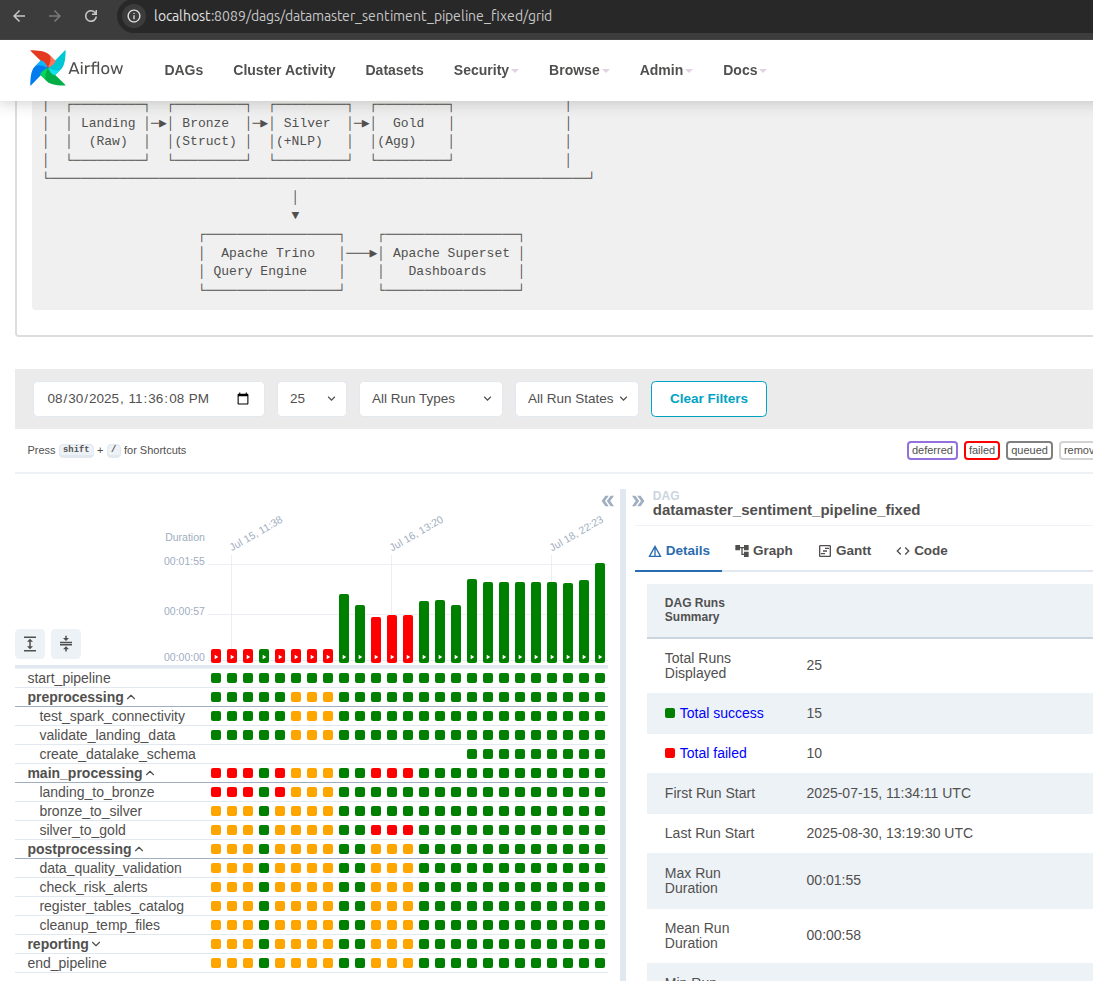 localhost:8089/dags/datamaster_sentiment_pipeline_fixed/grid
Airflow
DAGs Cluster Activity Datasets Security Browse Admin Docs
Landing Bronze Silver Gold
(Raw) (Struct) (+NLP) (Agg)
Apache Trino Apache Superset
Query Engine Dashboards
08/30/2025, 11:36:08 PM 25 All Run Types All Run States Clear Filters
Press shift + / for Shortcuts
deferred failed queued remov
DAG
datamaster_sentiment_pipeline_fixed
Details Graph Gantt Code
Jul 15, 11:38 Jul 16, 13:20 Jul 18, 22:23
Duration
00:01:55
00:00:57
00:00:00
start_pipeline
preprocessing
test_spark_connectivity
validate_landing_data
create_datalake_schema
main_processing
landing_to_bronze
bronze_to_silver
silver_to_gold
postprocessing
data_quality_validation
check_risk_alerts
register_tables_catalog
cleanup_temp_files
reporting
end_pipeline
DAG Runs
Summary
Total Runs
Displayed
25
Total success 15
Total failed 10
First Run Start 2025-07-15, 11:34:11 UTC
Last Run Start 2025-08-30, 13:19:30 UTC
Max Run
Duration
00:01:55
Mean Run
Duration
00:00:58
Min Run